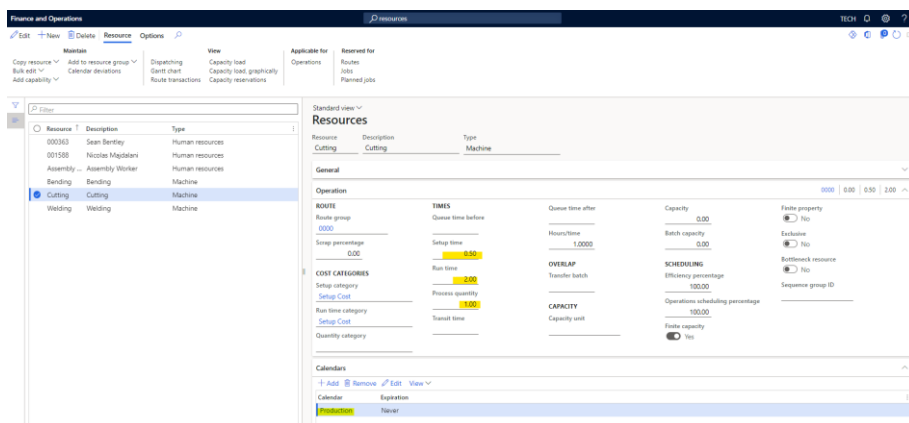 Finance and Operations
resources
TECH
Edit New Delete Resource Options
Maintain View Applicable for Reserved for
Copy resource Add to resource group Dispatching Capacity load Operations Routes
Bulk edit Calendar deviations Gantt chart Capacity load, graphically Jobs
Add capability Route transactions Capacity reservations Planned jobs
Filter
Resource Description Type
000363 Sean Bentley Human resources
001588 Nicolas Majdalani Human resources
Assembly ... Assembly Worker Human resources
Bending Bending Machine
Cutting Cutting Machine
Welding Welding Machine
Standard view
Resources
Resource Description Type
Cutting Cutting Machine
General
Operation 0000 0.00 0.50 2.00
ROUTE
Route group
0000
Scrap percentage
0.00
COST CATEGORIES
Setup category
Setup Cost
Run time category
Setup Cost
Quantity category
TIMES
Queue time before
Setup time
0.50
Run time
2.00
Process quantity
1.00
Transit time
Queue time after
Hours/time
1.0000
OVERLAP
Transfer batch
CAPACITY
Capacity unit
Capacity
0.00
Batch capacity
0.00
SCHEDULING
Efficiency percentage
100.00
Operations scheduling percentage
100.00
Finite capacity
Yes
Finite property
No
Exclusive
No
Bottleneck resource
No
Sequence group ID
Calendars
Add Remove Edit View
Calendar Expiration
Production Never